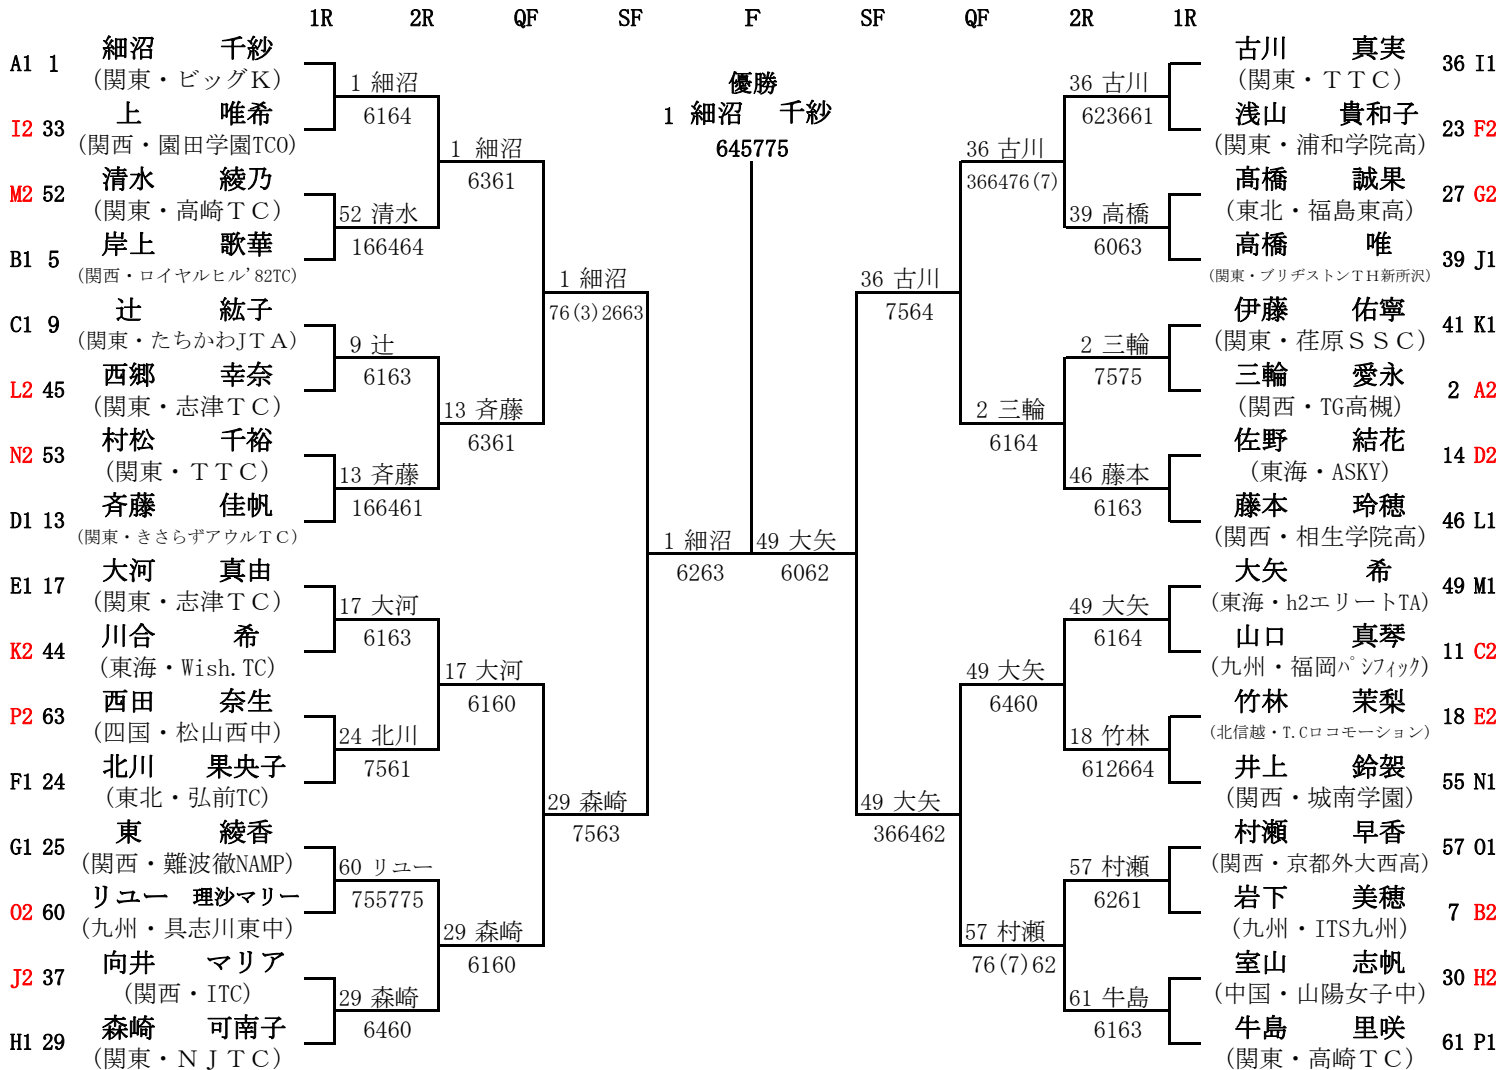 1R 2R QF SF F SF QF 2R 1R
A1 1 細沼 千紗
(関東・ビッグK)
I2 33 上 唯希
(関西・園田学園TCO)
M2 52 清水 綾乃
(関東・高崎TC)
B1 5 岸上 歌華
(関西・ロイヤルヒル'82TC)
C1 9 辻 紘子
(関東・たちかわJTA)
L2 45 西郷 幸奈
(関東・志津TC)
N2 53 村松 千裕
(関東・TTC)
D1 13 斉藤 佳帆
(関東・きさらずアウルTC)
E1 17 大河 真由
(関東・志津TC)
K2 44 川合 希
(東海・Wish.TC)
P2 63 西田 奈生
(四国・松山西中)
F1 24 北川 果央子
(東北・弘前TC)
G1 25 東 綾香
(関西・難波徹NAMP)
O2 60 リユー 理沙マリー
(九州・具志川東中)
J2 37 向井 マリア
(関西・ITC)
H1 29 森崎 可南子
(関東・NJTC)
1 細沼
6164
52 清水
166464
9 辻
6163
13 斉藤
166461
17 大河
6163
24 北川
7561
60 リユー
755775
29 森崎
6460
1 細沼
6361
13 斉藤
6361
17 大河
6160
29 森崎
6160
1 細沼
76(3)2663
29 森崎
7563
1 細沼
6263
優勝
1 細沼 千紗
645775
49 大矢
6062
36 古川
7564
49 大矢
366462
36 古川
366476(7)
2 三輪
6164
49 大矢
6460
57 村瀬
76(7)62
36 古川
623661
39 高橋
6063
2 三輪
7575
46 藤本
6163
49 大矢
6164
18 竹林
612664
57 村瀬
6261
61 牛島
6163
古川 真実 36 I1
(関東・TTC)
浅山 貴和子 23 F2
(関東・浦和学院高)
髙橋 誠果 27 G2
(東北・福島東高)
高橋 唯 39 J1
(関東・ブリヂストンTH新所沢)
伊藤 佑寧 41 K1
(関東・荏原SSC)
三輪 愛永 2 A2
(関西・TG高槻)
佐野 結花 14 D2
(東海・ASKY)
藤本 玲穂 46 L1
(関西・相生学院高)
大矢 希 49 M1
(東海・h2エリートTA)
山口 真琴 11 C2
(九州・福岡パシフィック)
竹林 茉梨 18 E2
(北信越・T.Cロコモーション)
井上 鈴袈 55 N1
(関西・城南学園)
村瀬 早香 57 O1
(関西・京都外大西高)
岩下 美穂 7 B2
(九州・ITS九州)
室山 志帆 30 H2
(中国・山陽女子中)
牛島 里咲 61 P1
(関東・高崎TC)